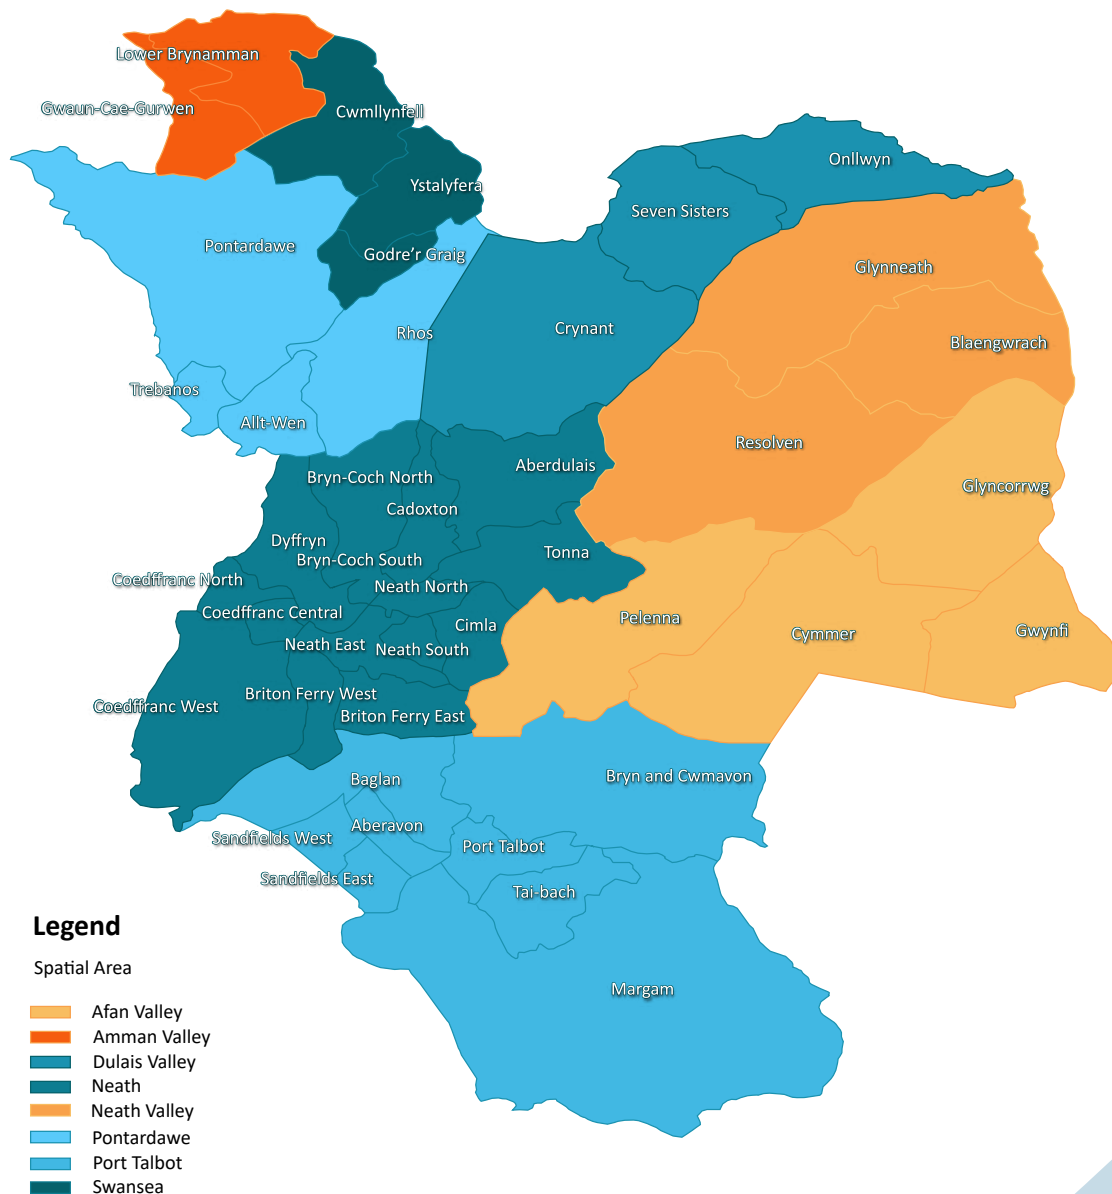 Lower Brynamman
Gwaun-Cae-Gurwen
Cwmllynfell
Onllwyn
Ystalyfera
Seven Sisters
Pontardawe
Godre'r Graig
Glynneath
Rhos
Crynant
Blaengwrach
Trebanos
Allt-Wen
Resolven
Aberdulais
Bryn-Coch North
Glyncorrwg
Cadoxton
Dyffryn
Tonna
Bryn-Coch South
Coedffranc North
Neath North
Coedffranc Central
Pelenna
Cimla
Cymmer
Gwynfi
Neath East
Neath South
Briton Ferry West
Coedffranc West
Briton Ferry East
Baglan
Bryn and Cwmavon
Aberavon
Sandfields West
Port Talbot
Sandfields East
Tai-bach
Margam
Legend
Spatial Area
Afan Valley
Amman Valley
Dulais Valley
Neath
Neath Valley
Pontardawe
Port Talbot
Swansea